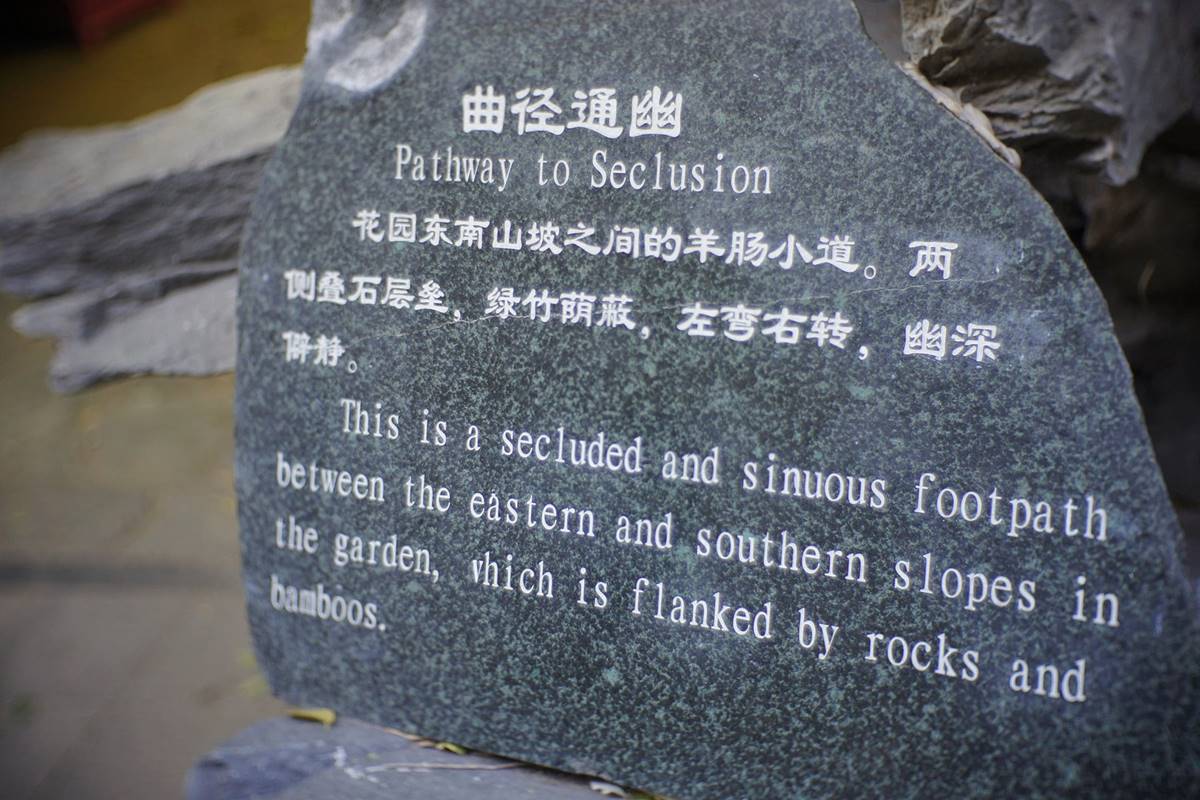 曲径通幽
Pathway to Seclusion
花园东南山坡之间的羊肠小道。两
侧叠石层垒，绿竹荫蔽，左弯右转，幽深
僻静。
This is a secluded and sinuous footpath
between the eastern and southern slopes in
the garden, which is flanked by rocks and
bamboos.